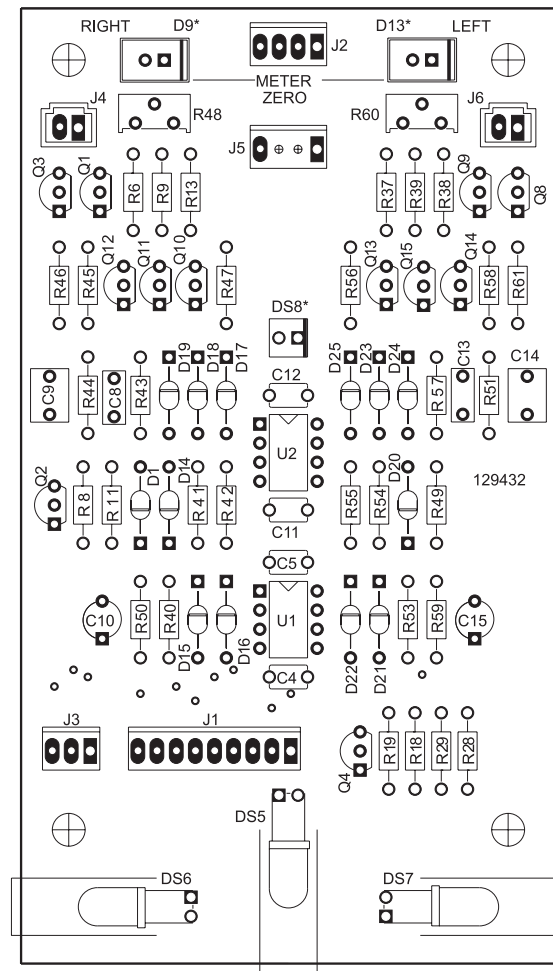 RIGHT D9* J2 D13* LEFT
METER
ZERO
J4 R48 R60 J6
J5
Q3 Q1 R6 R9 R13 R37 R39 R38 Q9 Q8
Q12 Q11 Q10 Q13 Q15 Q14
R46 R45 R47 R56 R58 R61
DS8*
D19 D18 D17 D25 D23 D24
C12 C13 C14
C9 R44 C8 R43 R57 R51
U2
Q2 D1 D14 D20
R8 R11 R41 R42 R55 R54 R49 129432
C11
C5
C10 R50 R40 U1 R53 R59 C15
D15 D16 D22 D21
C4
J3 J1
Q4 R19 R18 R29 R28
DS5
DS6 DS7